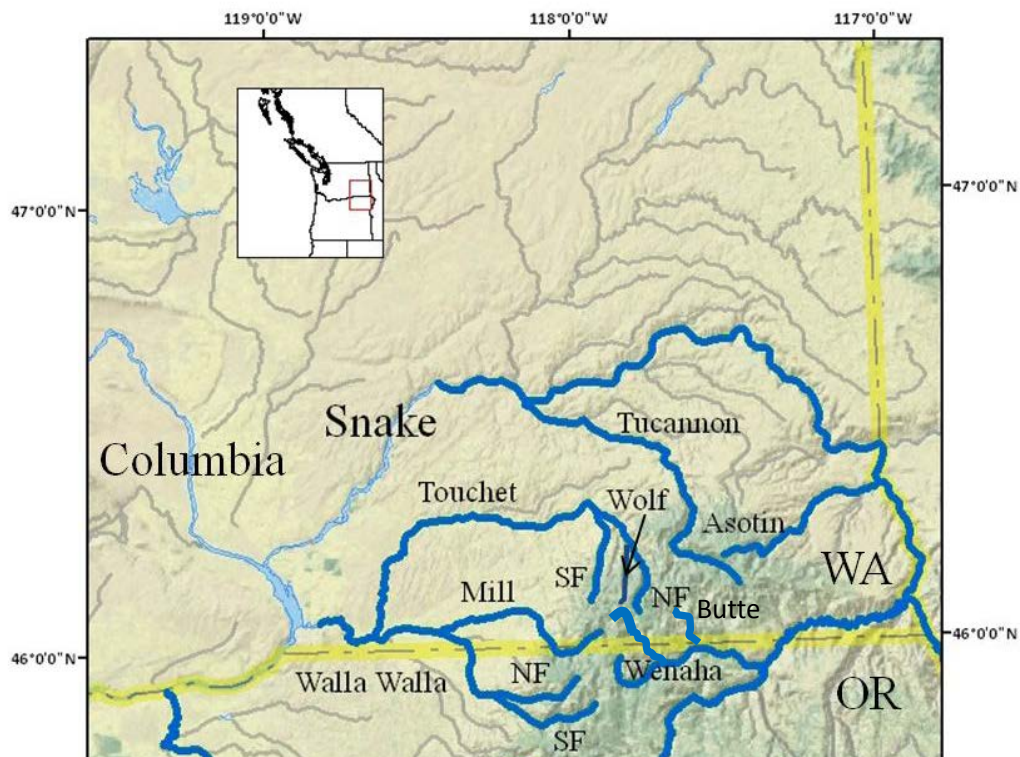 119°0'0"W
118°0'0"W
117°0'0"W
47°0'0"N
47°0'0"N
Snake
Tucannon
Columbia
Touchet
Wolf
Asotin
WA
SF
Mill
NF
Butte
46°0'0"N
46°0'0"N
Walla Walla
NF
Wenaha
OR
SF